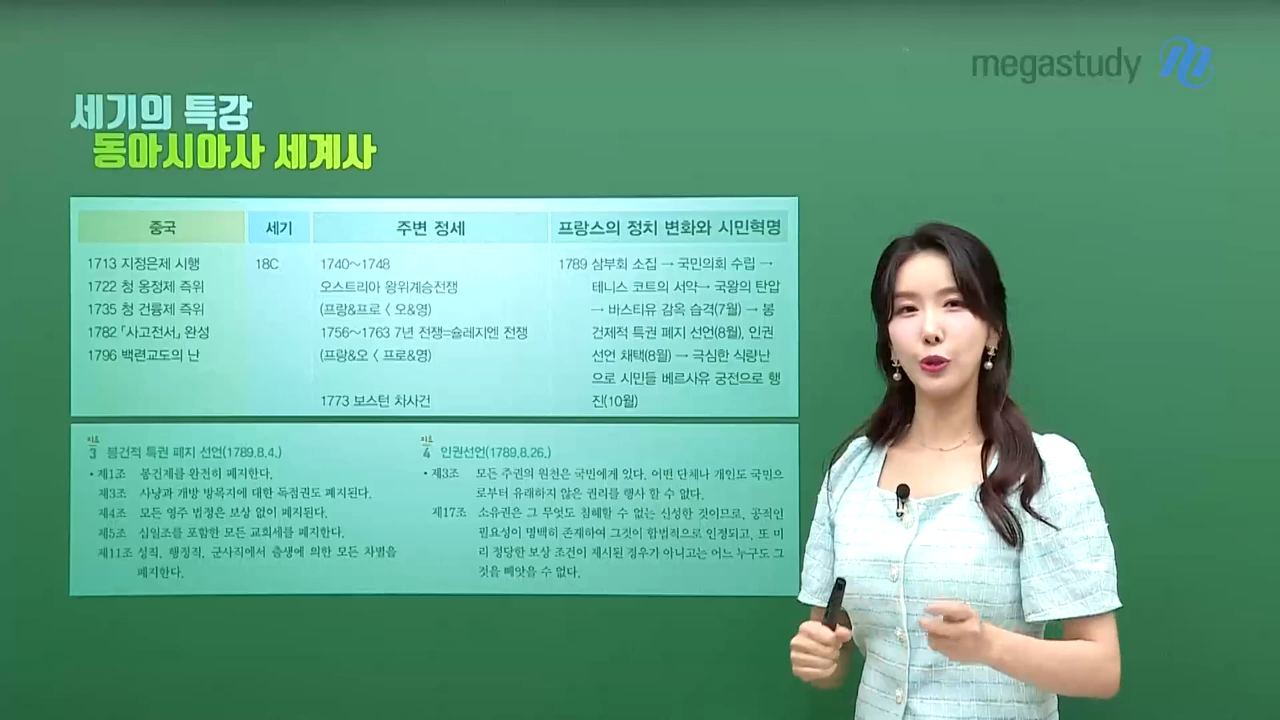 megastudy
세기의 특강
동아시아사 세계사
중국
세기
주변 정세
프랑스의 정치 변화와 시민혁명
1713 지정은제 시행
1722 청 옹정제 즉위
1735 청 건륭제 즉위
1782 「사고전서」 완성
1796 백련교도의 난
18C
1740~1748
오스트리아 왕위계승전쟁
(프랑&프로 < 오&영)
1756~1763 7년 전쟁=슐레지엔 전쟁
(프랑&오 < 프로&영)
1773 보스턴 차사건
1789 삼부회 소집 → 국민의회 수립 →
테니스 코트의 서약→ 국왕의 탄압
→ 바스티유 감옥 습격(7월) → 봉
건제적 특권 폐지 선언(8월), 인권
선언 채택(8월) → 극심한 식량난
으로 시민들 베르사유 궁전으로 행
진(10월)
3 봉건적 특권 폐지 선언(1789.8.4.)
• 제1조 봉건제를 완전히 폐지한다.
제3조 사냥과 개방 방목지에 대한 독점권도 폐지된다.
제4조 모든 영주 법정은 보상 없이 폐지된다.
제5조 십일조를 포함한 모든 교회세를 폐지한다.
제11조 성직, 행정직, 군사직에서 출생에 의한 모든 차별을
폐지한다.
4 인권선언(1789.8.26.)
• 제3조 모든 주권의 원천은 국민에게 있다. 어떤 단체나 개인도 국민으
로부터 유래하지 않은 권리를 행사 할 수 없다.
제17조 소유권은 그 무엇도 침해할 수 없는 신성한 것이므로, 공적인
필요성이 명백히 존재하여 그것이 합법적으로 인정되고, 또 미
리 정당한 보상 조건이 제시된 경우가 아니고는 어느 누구도 그
것을 빼앗을 수 없다.